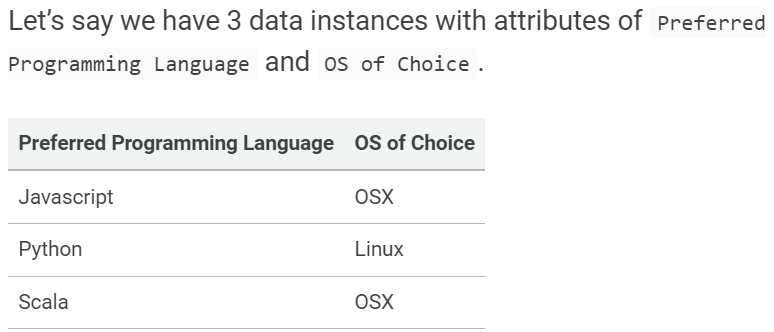 Let’s say we have 3 data instances with attributes of Preferred
Programming Language and OS of Choice.
Preferred Programming Language OS of Choice
Javascript OSX
Python Linux
Scala OSX